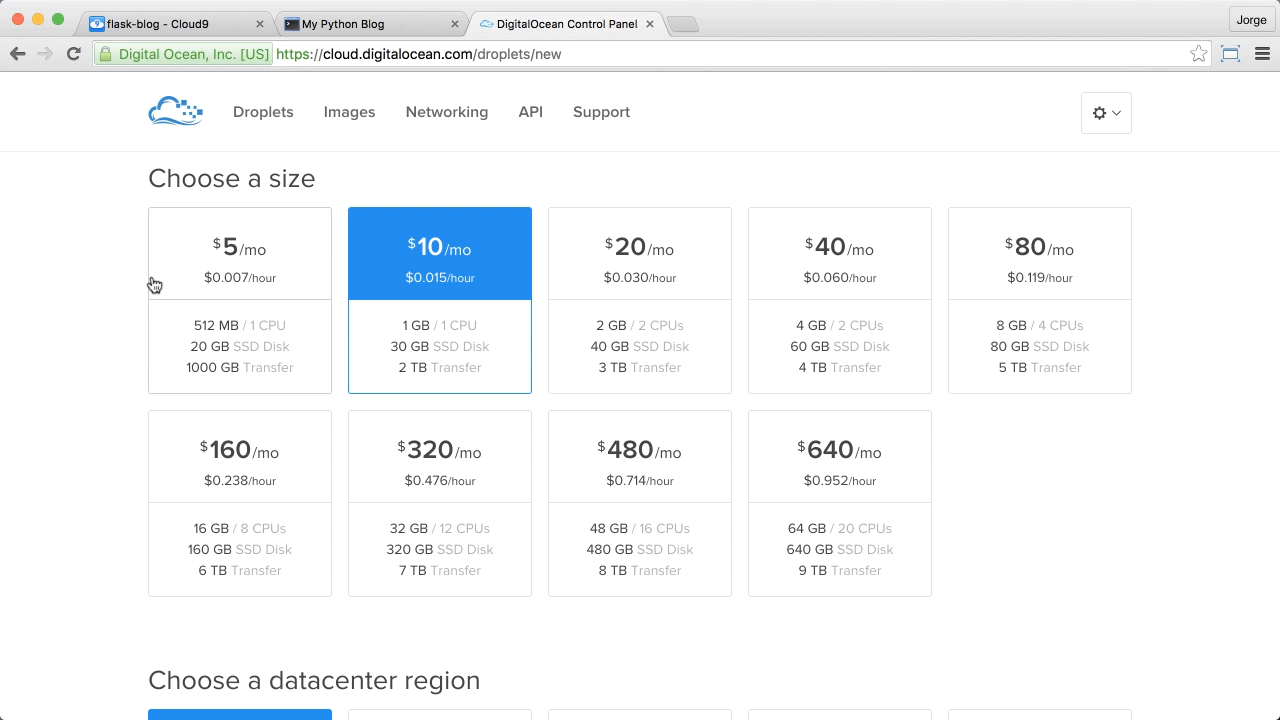 flask-blog - Cloud9
My Python Blog
DigitalOcean Control Panel
Jorge
Digital Ocean, Inc. [US]
https://cloud.digitalocean.com/droplets/new
Droplets
Images
Networking
API
Support
Choose a size
$5/mo
$0.007/hour
512 MB / 1 CPU
20 GB SSD Disk
1000 GB Transfer
$10/mo
$0.015/hour
1 GB / 1 CPU
30 GB SSD Disk
2 TB Transfer
$20/mo
$0.030/hour
2 GB / 2 CPUs
40 GB SSD Disk
3 TB Transfer
$40/mo
$0.060/hour
4 GB / 2 CPUs
60 GB SSD Disk
4 TB Transfer
$80/mo
$0.119/hour
8 GB / 4 CPUs
80 GB SSD Disk
5 TB Transfer
$160/mo
$0.238/hour
16 GB / 8 CPUs
160 GB SSD Disk
6 TB Transfer
$320/mo
$0.476/hour
32 GB / 12 CPUs
320 GB SSD Disk
7 TB Transfer
$480/mo
$0.714/hour
48 GB / 16 CPUs
480 GB SSD Disk
8 TB Transfer
$640/mo
$0.952/hour
64 GB / 20 CPUs
640 GB SSD Disk
9 TB Transfer
Choose a datacenter region